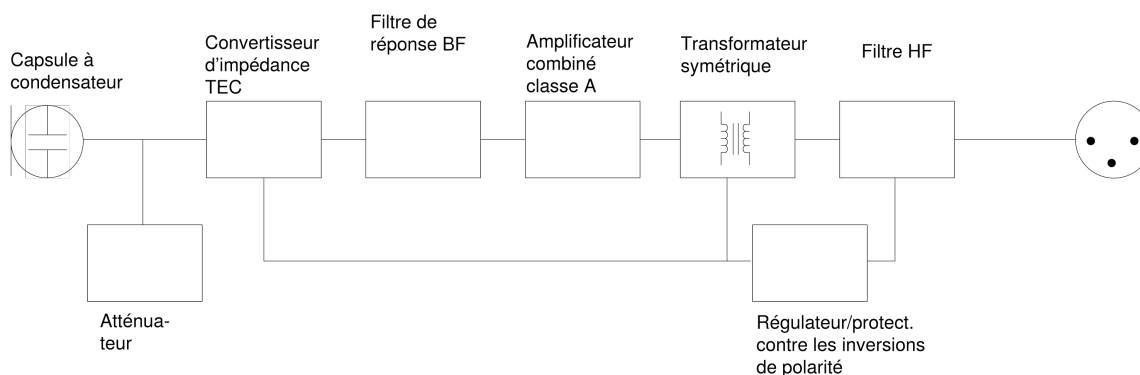 Capsule à
condensateur
Convertisseur
d'impédance
TEC
Filtre de
réponse BF
Amplificateur
combiné
classe A
Transformateur
symétrique
Filtre HF
Atténua-
teur
Régulateur/protect.
contre les inversions
de polarité